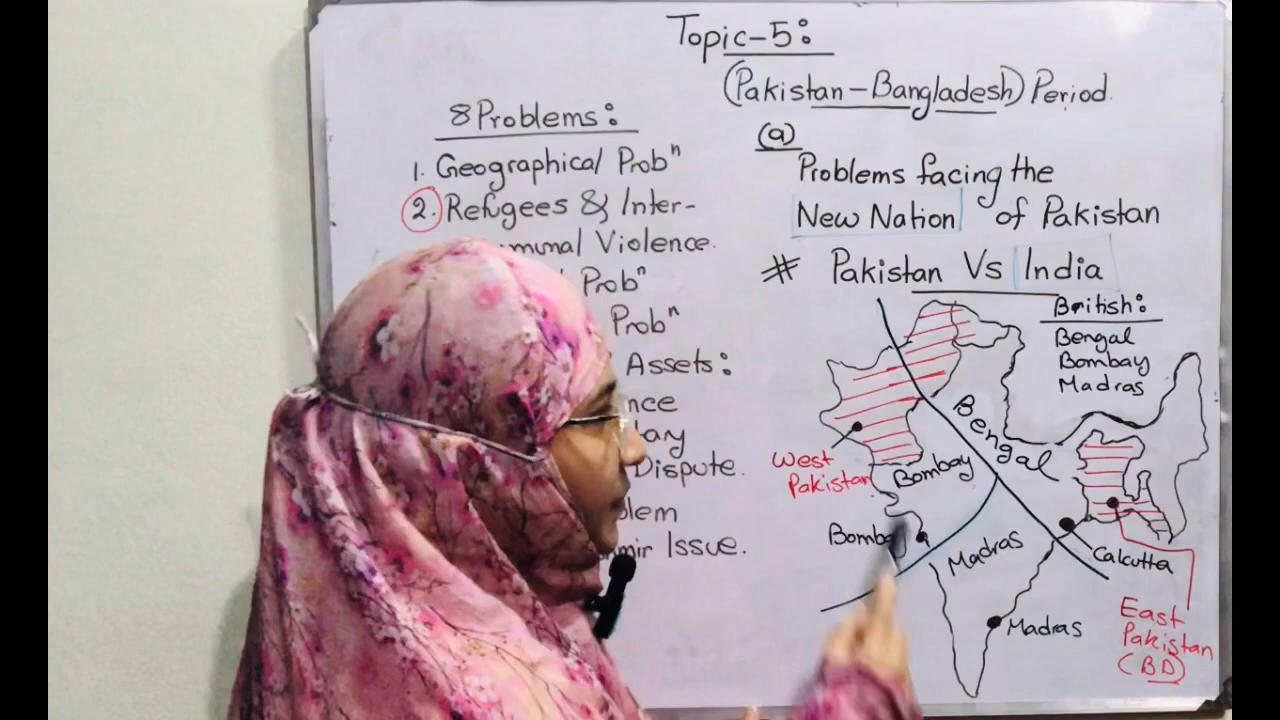 Topic-5:
(Pakistan-Bangladesh) Period.
8 Problems:
1. Geographical Probⁿ
2. Refugees & Inter-
Violence.
Probⁿ
Probⁿ
Assets:
Dispute.
Issue.
(a)
Problems facing the
New Nation of Pakistan
# Pakistan Vs India
British:
Bengal
Bombay
Madras
Bengal
West
Pakistan
Bombay
Bombay
Madras
Calcutta
Madras
East
Pakistan
(BD)